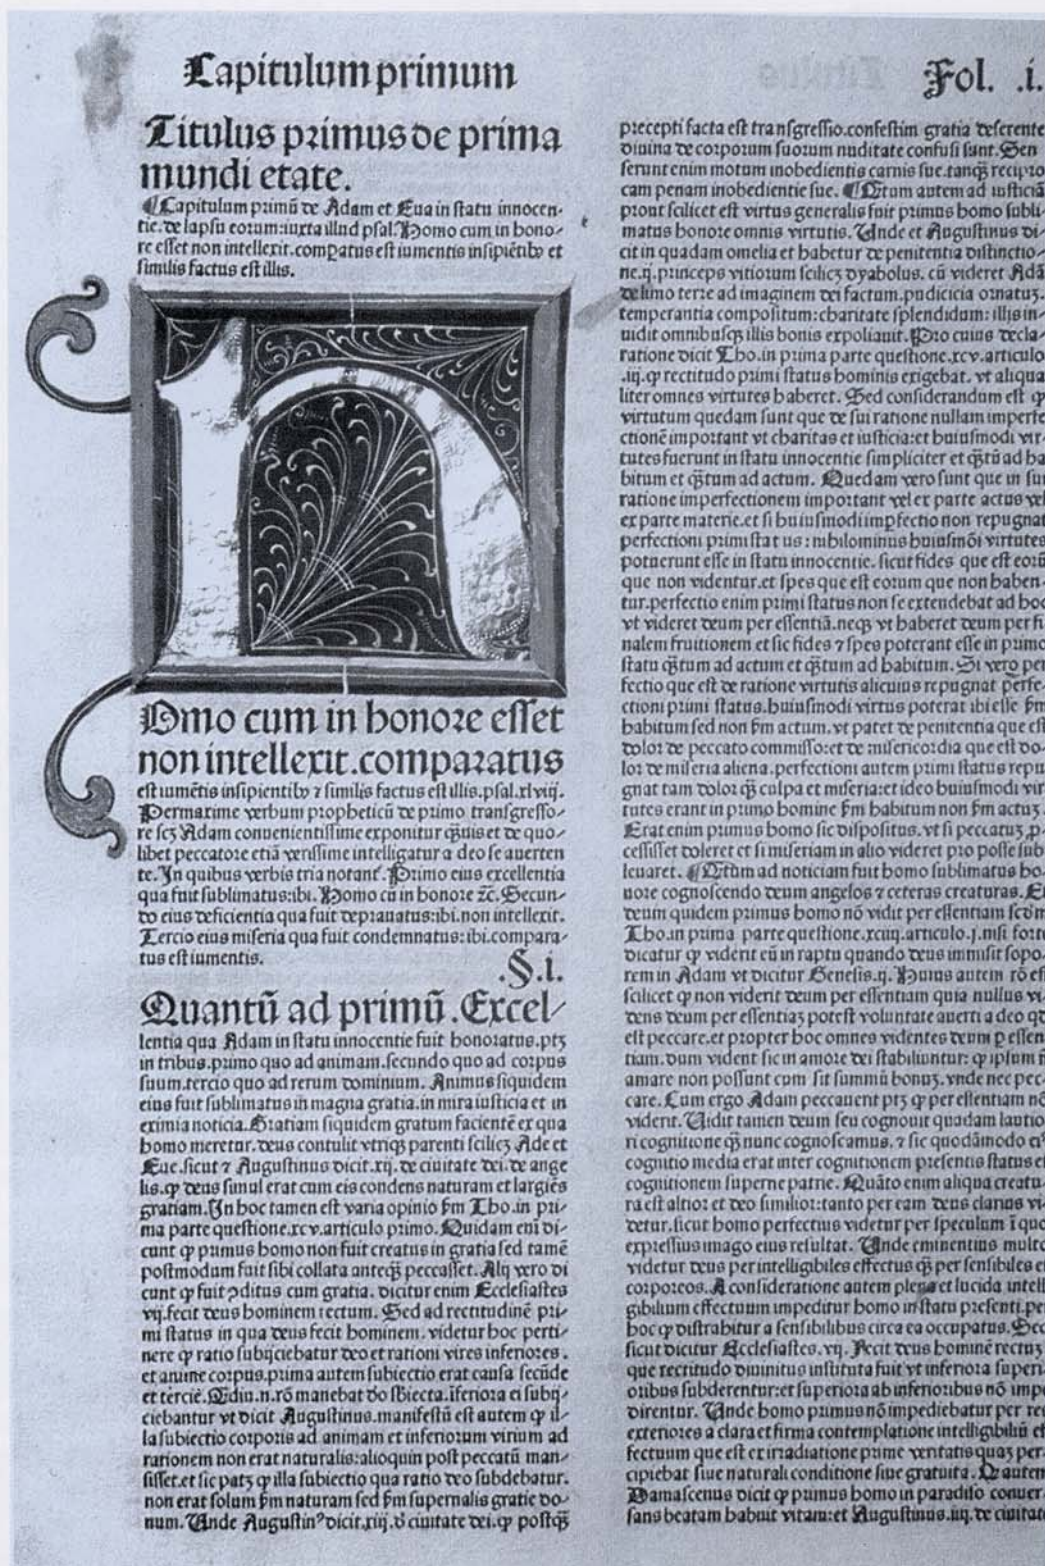 Capitulum primum
Fol. .i.
Titulus primus de prima
mundi etate.
¶Capitulum primū de Adam et Eua in statu innocen-
tie. de lapsu eorum: iuxta illud psal. Homo cum in hono-
re esset non intellexit. comparatus est iumentis insipiētibꝰ et
similis factus est illis.
h
Omo cum in honore esset
non intellexit. comparatus
est iumētis insipientibꝰ ⁊ similis factus est illis. psal. xlviij.
Permaxime verbum propheticū de primo transgresso-
re scꝫ Adam conuenientissime exponitur q̄uis et de quo-
libet peccatore etiā verissime intelligatur a deo se auerten
te. In quibus verbis tria notant᷑. Primo eius excellentia
qua fuit sublimatus: ibi. Homo cū in honore ⁊c̄. Secun-
do eius deficientia qua fuit deprauatus: ibi. non intellexit.
Tercio eius miseria qua fuit condemnatus: ibi. compara-
tus est iumentis.
.§.i.
Quantū ad primū .Excel-
lentia qua Adam in statu innocentie fuit honoratus. ptꝫ
in tribus. primo quo ad animam. secundo quo ad corpus
suum. tercio quo ad rerum dominium. Animus siquidem
eius fuit sublimatus in magna gratia. in mira iusticia et in
eximia noticia. Gratiam siquidem gratum facientē ex qua
homo meretur. deus contulit vtriqꝫ parenti scilicꝫ Ade et
Eue. sicut ⁊ Augustinus dicit. xij. de ciuitate dei. de ange
lis. ꝙ deus simul erat cum eis condens naturam et largiēs
gratiam. In hoc tamen est varia opinio ẜm Tho. in pri-
ma parte questione. xcv. articulo primo. Quidam eni di-
cunt ꝙ primus homo non fuit creatus in gratia sed tamē
postmodum fuit sibi collata anteq̄ꝫ peccasset. Alij vero di
cunt ꝙ fuit ꝯditus cum gratia. dicitur enim Ecclesiastes
vij. fecit deus hominem rectum. Sed ad rectitudinē pri-
mi status in qua deus fecit hominem. videtur hoc perti-
nere ꝙ ratio subijciebatur deo et rationi vires inferiores.
et anime corpus. prima autem subiectio erat causa secūde
et tercie. Qdiu. n. rō manebat do sbiecta. īferiora ei subij-
ciebantur vt dicit Augustinus. manifestū est autem ꝙ il-
la subiectio corporis ad animam et inferiorum virium ad
rationem non erat naturalis: alioquin post peccatū man-
sisset. et sic patꝫ ꝙ illa subiectio qua ratio deo subdebatur.
non erat solum ẜm naturam sed ẜm supernalis gratie do-
num. Unde Augustinꝰ dicit. xiij. d̄ ciuitate dei. ꝙ postq̄ꝫ
precepti facta est transgressio. confestim gratia deserente
diuina de corporum suorum nuditate confusi sunt. Sen
serunt enim motum inobedientis carnis sue. tanq̄ꝫ recipro
cam penam inobedientie sue. ¶Qtum autem ad iusticiā
prout scilicet est virtus generalis fuit primus homo subli-
matus honore omnis virtutis. Unde et Augustinus di-
cit in quadam omelia et habetur de penitentia distinctio-
ne. ij. princeps vitiorum scilicꝫ dyabolus. cū videret Adā
de limo terre ad imaginem dei factum. pudicicia ornatuꝫ.
temperantia compositum: charitate splendidum: illis in-
uidit omnibusqꝫ illis bonis expoliauit. Pro cuius decla-
ratione dicit Tho. in prima parte questione. xcv. articulo
.iij. ꝙ rectitudo primi status hominis exigebat. vt aliqua
liter omnes virtutes haberet. Sed considerandum est ꝙ
virtutum quedam sunt que de sui ratione nullam imperfe
ctionē important vt charitas et iusticia: et huiusmodi vir-
tutes fuerunt in statu innocentie simpliciter et q̄tū ad ha
bitum et q̄tum ad actum. Quedam vero sunt que in sui
ratione imperfectionem important vel ex parte actus vel
ex parte materie. et si huiusmodi imperfectio non repugnat
perfectioni primi status: nihilominus huiusmōi virtutes
potuerunt esse in statu innocentie. sicut fides que est eorū
que non videntur. et spes que est eorum que non haben-
tur. perfectio enim primi status non se extendebat ad hoc
vt videret deum per essentiā. neqꝫ vt haberet deum per fi
nalem fruitionem et sic fides ⁊ spes poterant esse in primo
statu q̄tum ad actum et q̄tum ad habitum. Si vero per
fectio que est de ratione virtutis alicuius repugnat perfe-
ctioni primi status. huiusmodi virtus poterat ibi esse ẜm
habitum sed non ẜm actum. vt patet de penitentia que est
dolor de peccato commisso: et de misericordia que est do-
lor de miseria aliena. perfectioni autem primi status repu
gnat tam dolor q̄ꝫ culpa et miseria: et ideo huiusmodi vir
tutes erant in primo homine ẜm habitum non ẜm actuꝫ.
Erat enim primus homo sic dispositus. vt si peccatuꝫ p̲-
cessisset doleret et si miseriam in alio videret pro posse sub
leuaret. ¶Qtum ad noticiam fuit homo sublimatus ho-
nore cognoscendo deum angelos ⁊ ceteras creaturas. Et
deum quidem primus homo nō vidit per essentiam scd̄m
Tho. in prima parte questione. xciiij. articulo. j. nisi forte
dicatur ꝙ viderit eū in raptu quando deus immisit sopo-
rem in Adam vt dicitur Genesis. ij. Huius autem rō est
scilicet ꝙ non viderit deum per essentiam quia nullus vi-
dens deum per essentiaꝫ potest voluntate auerti a deo qd
est peccare. et propter hoc omnes videntes deum ꝑ essen
tiam. dum vident sic in amore dei stabiliuntur: ꝙ ipsum n̄
amare non possunt cum sit summū bonuꝫ. vnde nec pec-
care. Cum ergo Adam peccauerit ptꝫ ꝙ per essentiam nō
viderit. Uidit tamen deum seu cognouit quadam lautio
ri cognitione q̄ꝫ nunc cognoscamus. ⁊ sic quodāmodo eiꝰ
cognitio media erat inter cognitionem presentis status et
cognitionem superne patrie. Quāto enim aliqua creatu-
ra est altior et deo similior: tanto per eam deus clarius vi-
detur. sicut homo perfectius videtur per speculum ī quo
expressius imago eius resultat. Unde eminentius multo
videtur deus per intelligibiles effectus q̄ꝫ per sensibiles et
corporeos. A consideratione autem plena et lucida intelli
gibilium effectuum impeditur homo in statu presenti. per
hoc ꝙ distrahitur a sensibilibus circa ea occupatus. Sed
sicut dicitur Ecclesiastes. vij. Fecit deus hominē rectuꝫ
que rectitudo diuinitus instituta fuit vt inferiora superi-
oribus subderentur: et superiora ab inferioribus nō impe
direntur. Unde homo primus nō impediebatur per res
exteriores a clara et firma contemplatione intelligibiliū ef
fectuum que est ex irradiatione prime veritatis quaꝫ per-
cipiebat siue naturali conditione siue gratuita. Q autem
Damascenus dicit ꝙ primus homo in paradiso conuer-
sans beatam habuit vitam: et Augustinus. iiij. de ciuitate